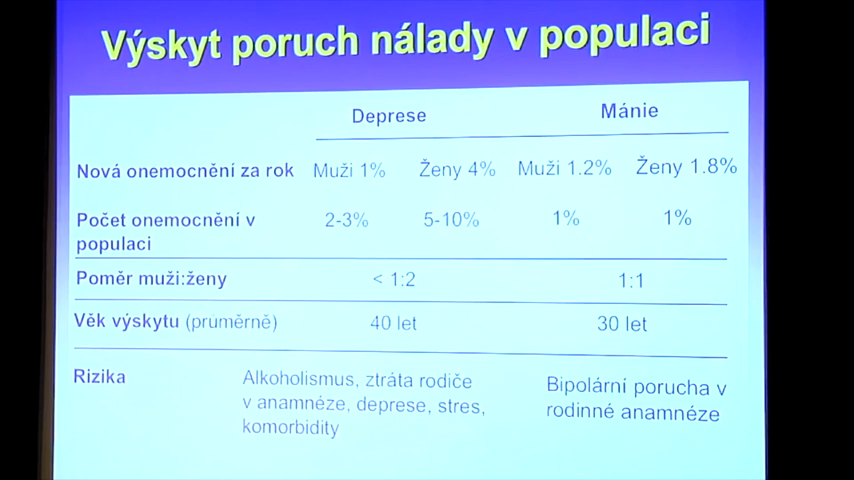 Výskyt poruch nálady v populaci
Deprese Mánie
Nová onemocnění za rok Muži 1% Ženy 4% Muži 1.2% Ženy 1.8%
Počet onemocnění v 2-3% 5-10% 1% 1%
populaci
Poměr muži:ženy < 1:2 1:1
Věk výskytu (pruměrně) 40 let 30 let
Rizika Alkoholismus, ztráta rodiče Bipolární porucha v
v anamnéze, deprese, stres, rodinné anamnéze
komorbidity